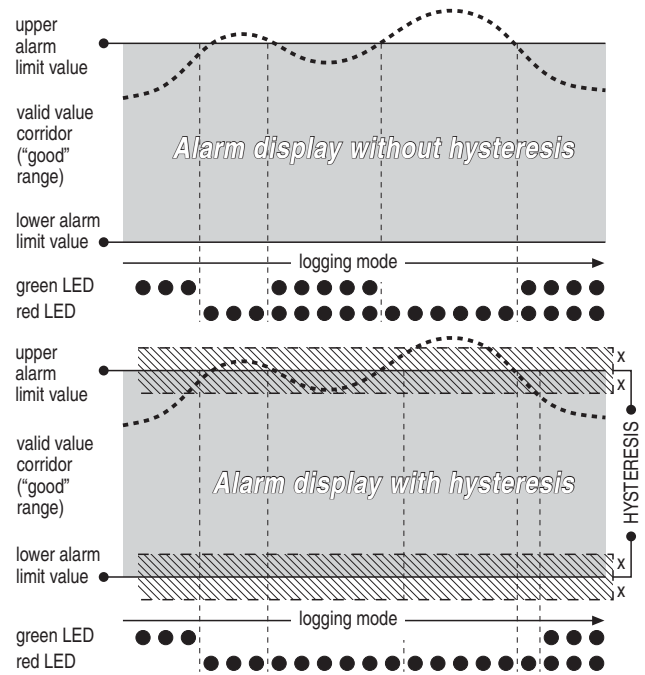 upper
alarm
limit value
valid value
corridor
("good"
range)
Alarm display without hysteresis
lower alarm
limit value
logging mode
green LED
red LED
upper
alarm
limit value
x
x
valid value
corridor
("good"
range)
Alarm display with hysteresis
HYSTERESIS
lower alarm
limit value
x
x
logging mode
green LED
red LED